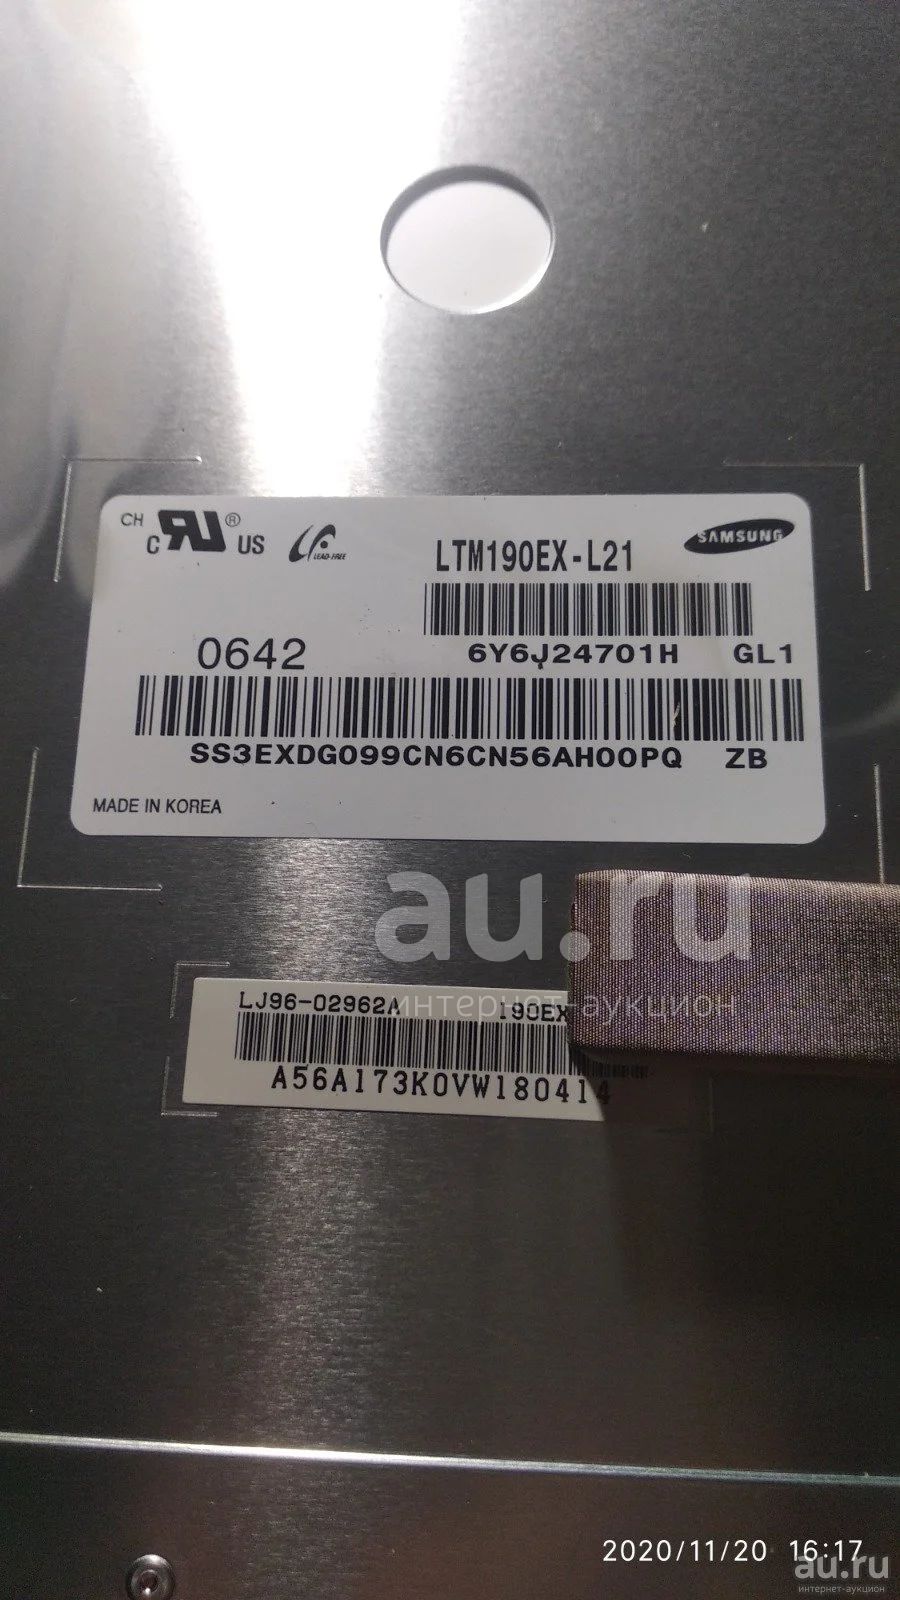 CH
c RU® US
LEAD-FREE
LTM190EX-L21
SAMSUNG
0642
6Y6J24701H GL1
SS3EXDG099CN6CN56AH00PQ ZB
MADE IN KOREA
au.ru
интернет-аукцион
LJ96-02962A 190EX
A56A173K0VW180414
2020/11/20 16:17
au.ru
интернет-аукцион